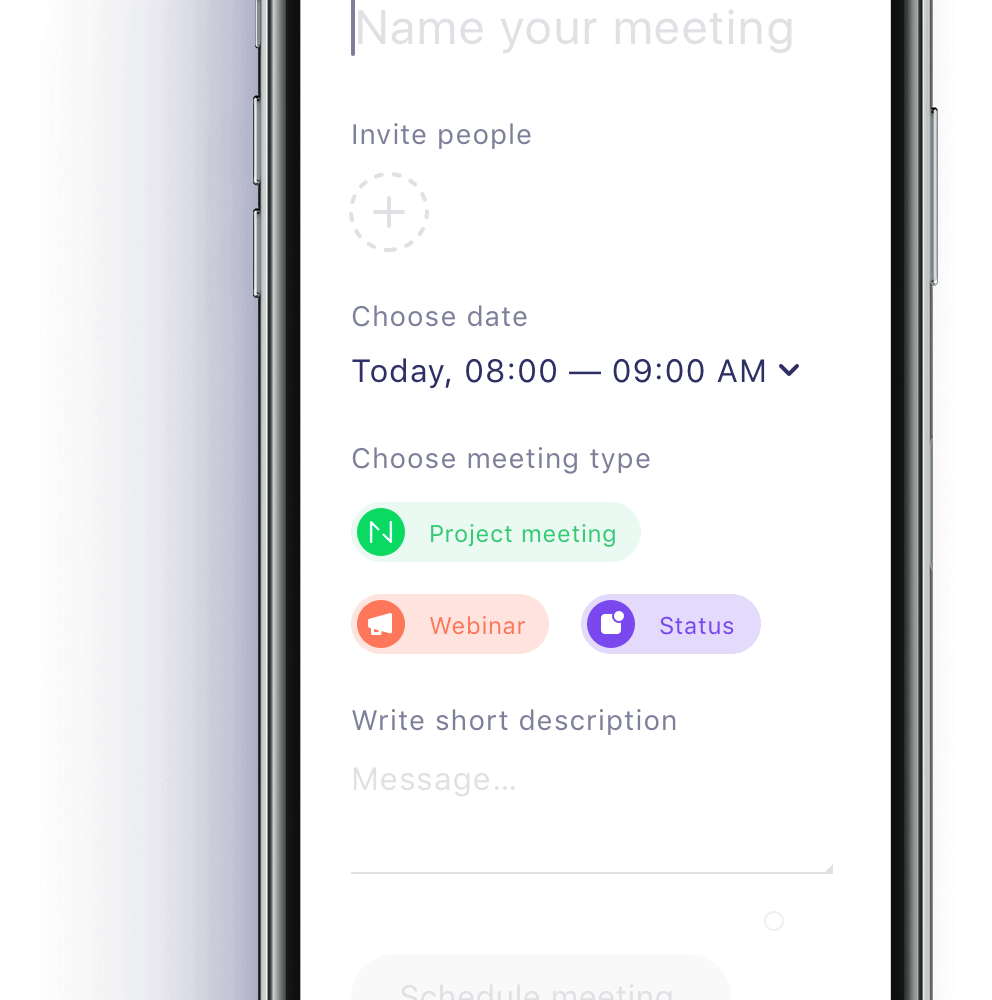 Name your meeting
Invite people
Choose date
Today, 08:00 — 09:00 AM
Choose meeting type
Project meeting
Webinar Status
Write short description
Message...
Schedule meeting